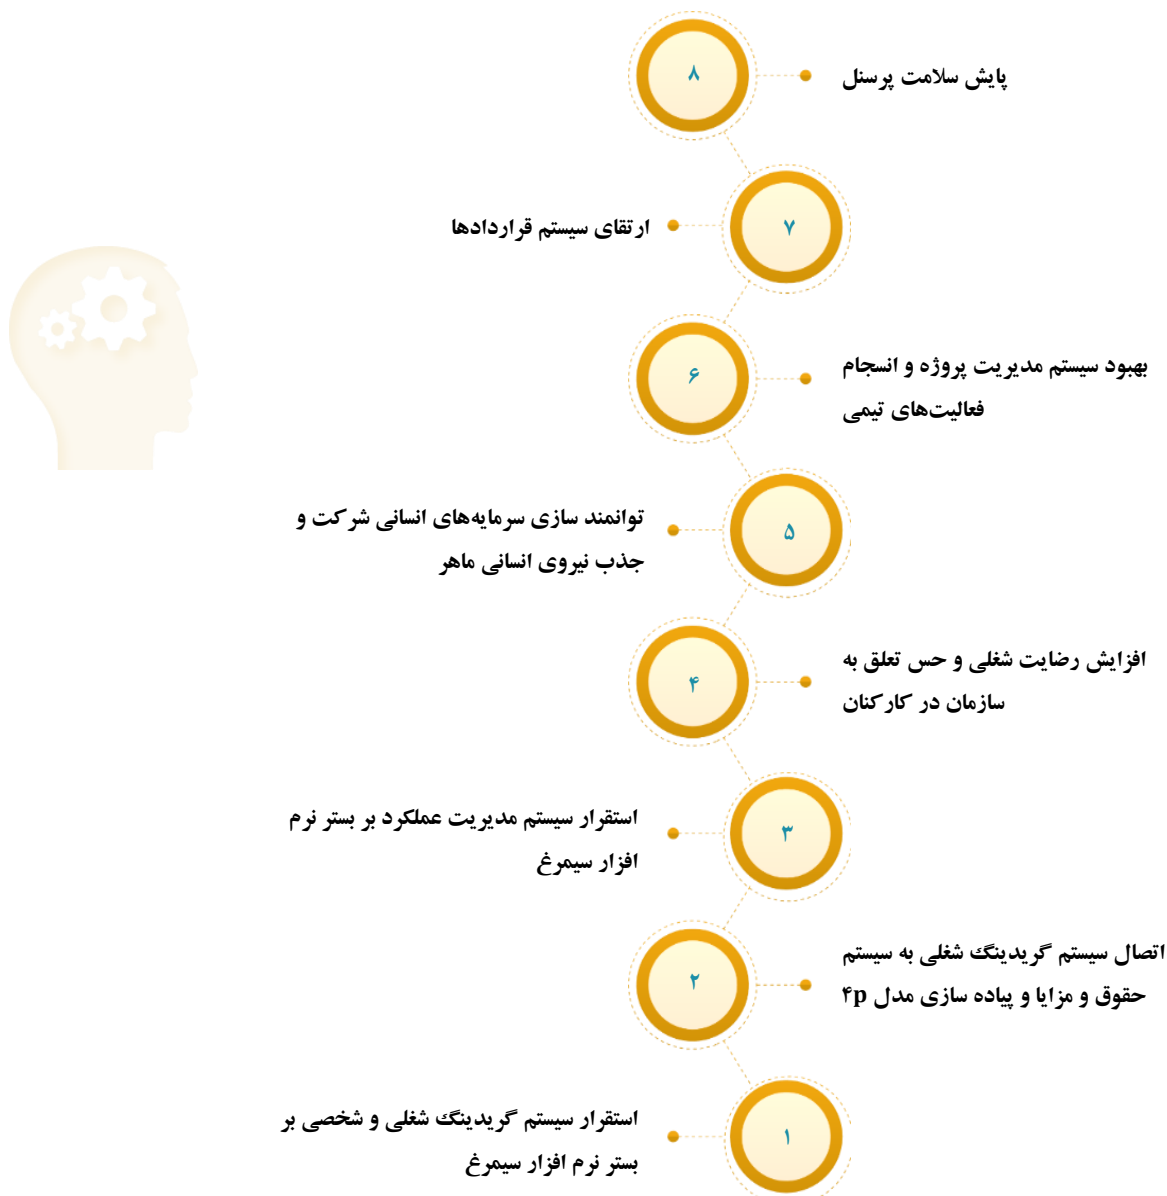 ۸
پایش سلامت پرسنل
۷
ارتقای سیستم قراردادها
۶
بهبود سیستم مدیریت پروژه و انسجام
فعالیت‌های تیمی
۵
توانمند سازی سرمایه‌های انسانی شرکت و
جذب نیروی انسانی ماهر
۴
افزایش رضایت شغلی و حس تعلق به
سازمان در کارکنان
۳
استقرار سیستم مدیریت عملکرد بر بستر نرم
افزار سیمرغ
۲
اتصال سیستم گریدینگ شغلی به سیستم
حقوق و مزایا و پیاده سازی مدل ۴p
۱
استقرار سیستم گریدینگ شغلی و شخصی بر
بستر نرم افزار سیمرغ